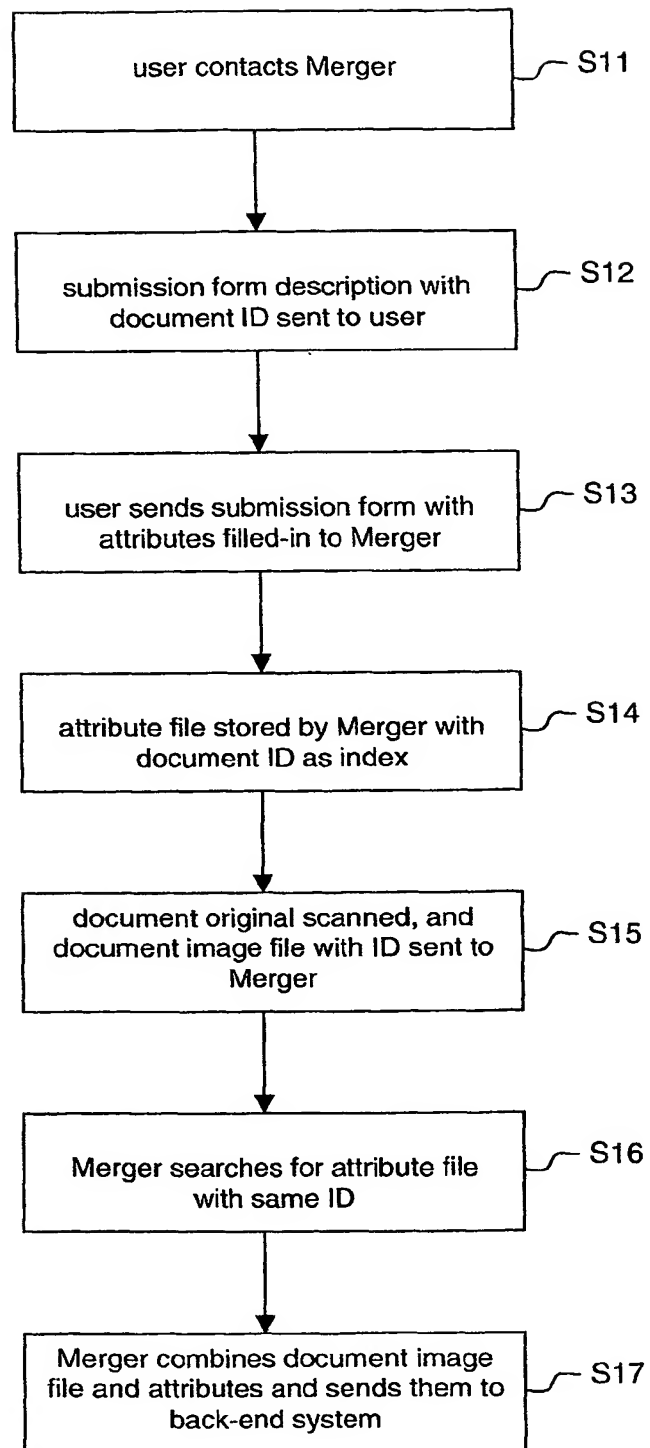 user contacts Merger
S11
submission form description with
document ID sent to user
S12
user sends submission form with
attributes filled-in to Merger
S13
attribute file stored by Merger with
document ID as index
S14
document original scanned, and
document image file with ID sent to
Merger
S15
Merger searches for attribute file
with same ID
S16
Merger combines document image
file and attributes and sends them to
back-end system
S17